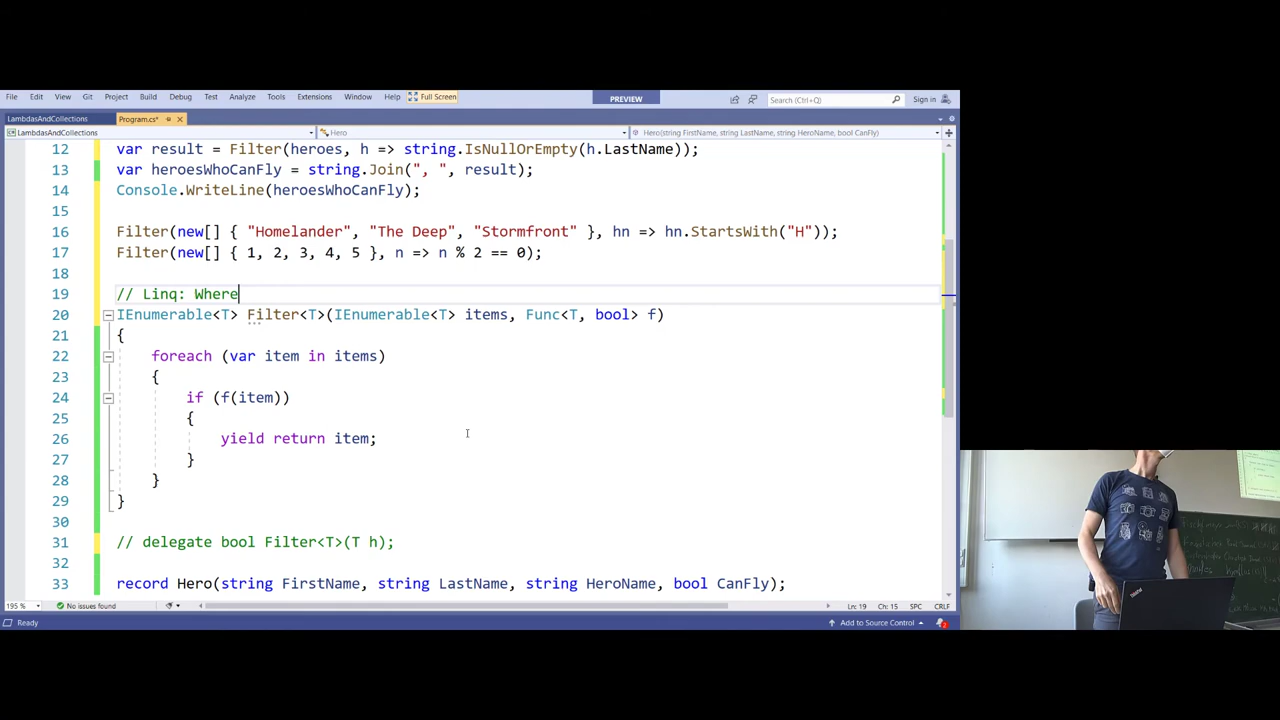 File Edit View Git Project Build Debug Test Analyze Tools Extensions Window Help Full Screen PREVIEW Search (Ctrl+Q) Sign in
LambdasAndCollections Program.cs*
LambdasAndCollections Hero Hero(string FirstName, string LastName, string HeroName, bool CanFly)
12 var result = Filter(heroes, h => string.IsNullOrEmpty(h.LastName));
13 var heroesWhoCanFly = string.Join(", ", result);
14 Console.WriteLine(heroesWhoCanFly);
15
16 Filter(new[] { "Homelander", "The Deep", "Stormfront" }, hn => hn.StartsWith("H"));
17 Filter(new[] { 1, 2, 3, 4, 5 }, n => n % 2 == 0);
18
19 // Linq: Where
20 IEnumerable<T> Filter<T>(IEnumerable<T> items, Func<T, bool> f)
21 {
22 foreach (var item in items)
23 {
24 if (f(item))
25 {
26 yield return item;
27 }
28 }
29 }
30
31 // delegate bool Filter<T>(T h);
32
33 record Hero(string FirstName, string LastName, string HeroName, bool CanFly);
195 % No issues found Ln: 19 Ch: 15 SPC CRLF
Ready Add to Source Control 2